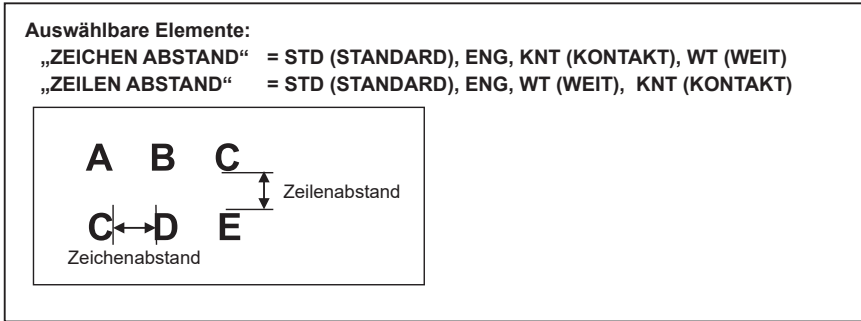 Auswählbare Elemente:
„ZEICHEN ABSTAND“ = STD (STANDARD), ENG, KNT (KONTAKT), WT (WEIT)
„ZEILEN ABSTAND“ = STD (STANDARD), ENG, WT (WEIT), KNT (KONTAKT)
A B C
Zeilenabstand
C D E
Zeichenabstand